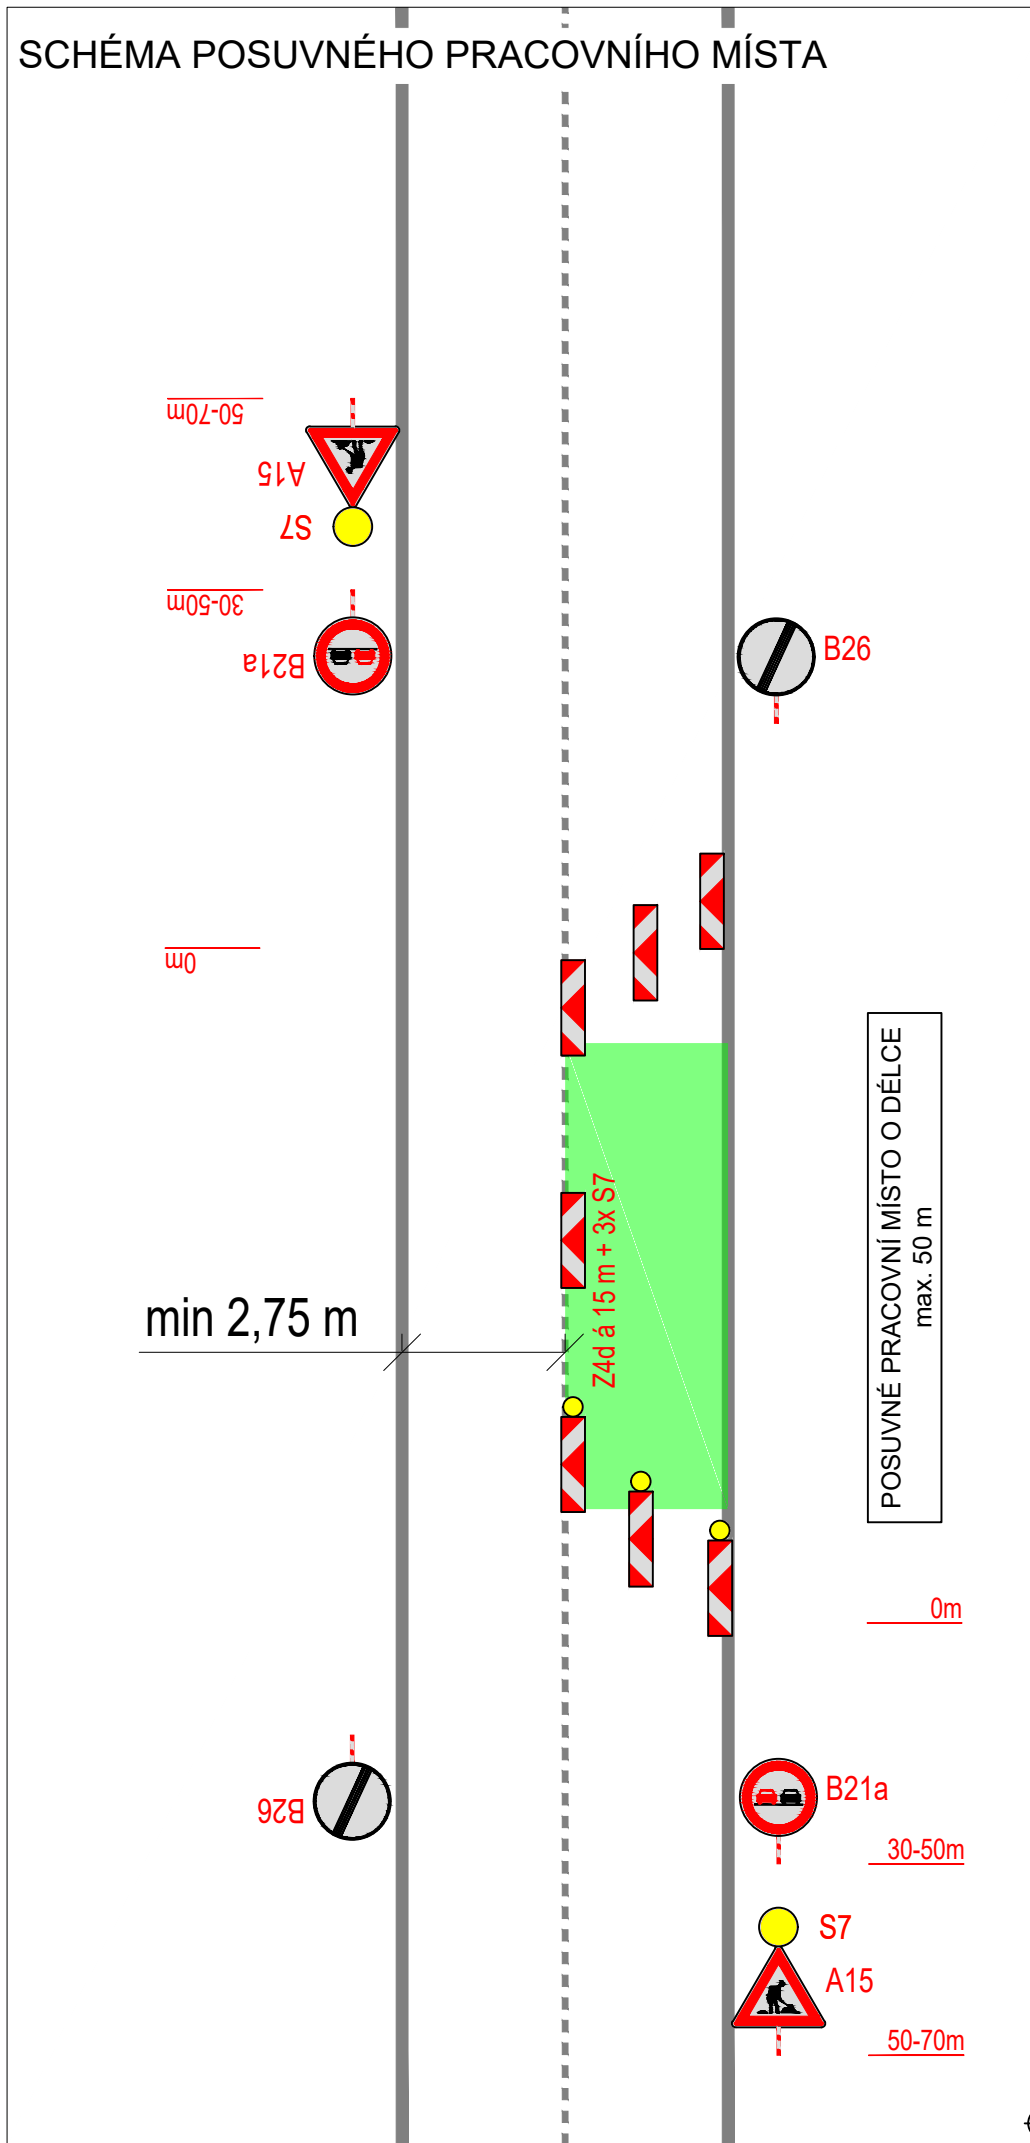 SCHÉMA POSUVNÉHO PRACOVNÍHO MÍSTA
50-70m
A15
S7
30-50m
B21a
B26
0m
POSUVNÉ PRACOVNÍ MÍSTO O DÉLCE
max. 50 m
Z4d á 15 m + 3x S7
min 2,75 m
0m
B26
B21a
30-50m
S7
A15
50-70m